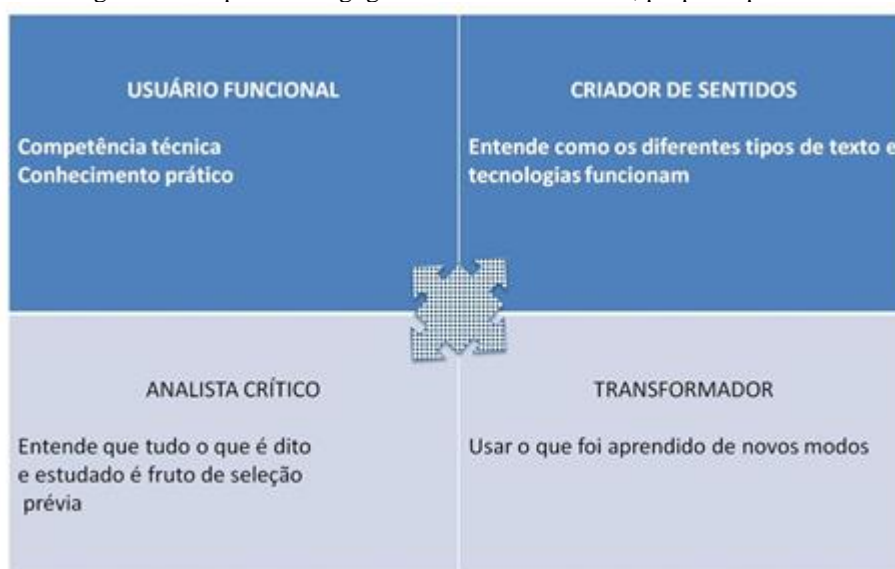 USUÁRIO FUNCIONAL
Competência técnica
Conhecimento prático
CRIADOR DE SENTIDOS
Entende como os diferentes tipos de texto e
tecnologias funcionam
ANALISTA CRÍTICO
Entende que tudo o que é dito
e estudado é fruto de seleção
prévia
TRANSFORMADOR
Usar o que foi aprendido de novos modos